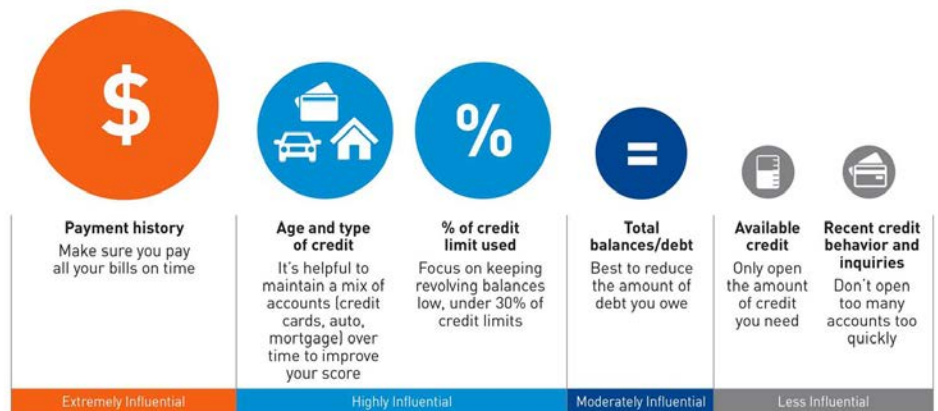 $
%
=
Payment history
Make sure you pay
all your bills on time
Age and type
of credit
It's helpful to
maintain a mix of
accounts (credit
cards, auto,
mortgage) over
time to improve
your score
% of credit
limit used
Focus on keeping
revolving balances
low, under 30% of
credit limits
Total
balances/debt
Best to reduce
the amount of
debt you owe
Available
credit
Only open
the amount
of credit
you need
Recent credit
behavior and
inquiries
Don't open
too many
accounts too
quickly
Extremely Influential
Highly Influential
Moderately Influential
Less Influential